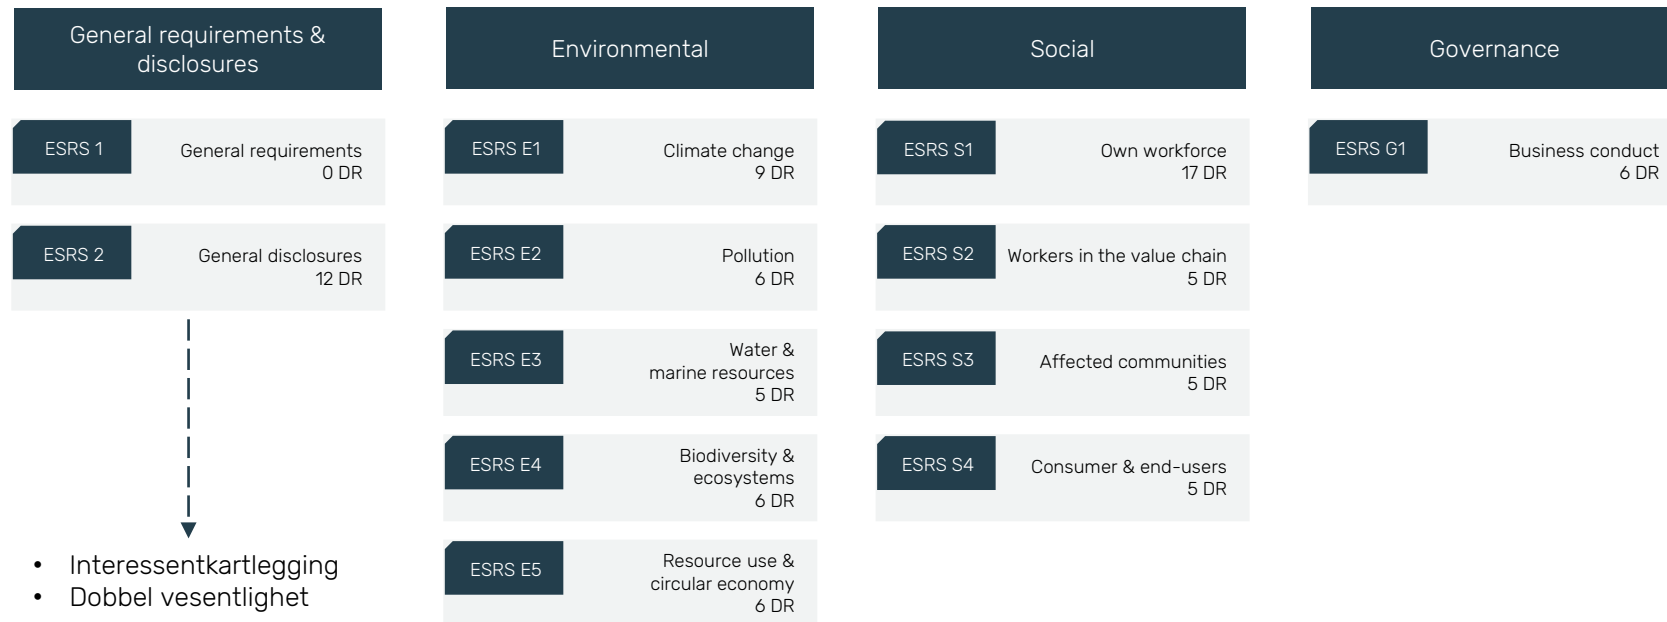 General requirements &
disclosures
ESRS 1
General requirements
0 DR
ESRS 2
General disclosures
12 DR
• Interessentkartlegging
• Dobbel vesentlighet
Environmental
ESRS E1
Climate change
9 DR
ESRS E2
Pollution
6 DR
ESRS E3
Water &
marine resources
5 DR
ESRS E4
Biodiversity &
ecosystems
6 DR
ESRS E5
Resource use &
circular economy
6 DR
Social
ESRS S1
Own workforce
17 DR
ESRS S2
Workers in the value chain
5 DR
ESRS S3
Affected communities
5 DR
ESRS S4
Consumer & end-users
5 DR
Governance
ESRS G1
Business conduct
6 DR